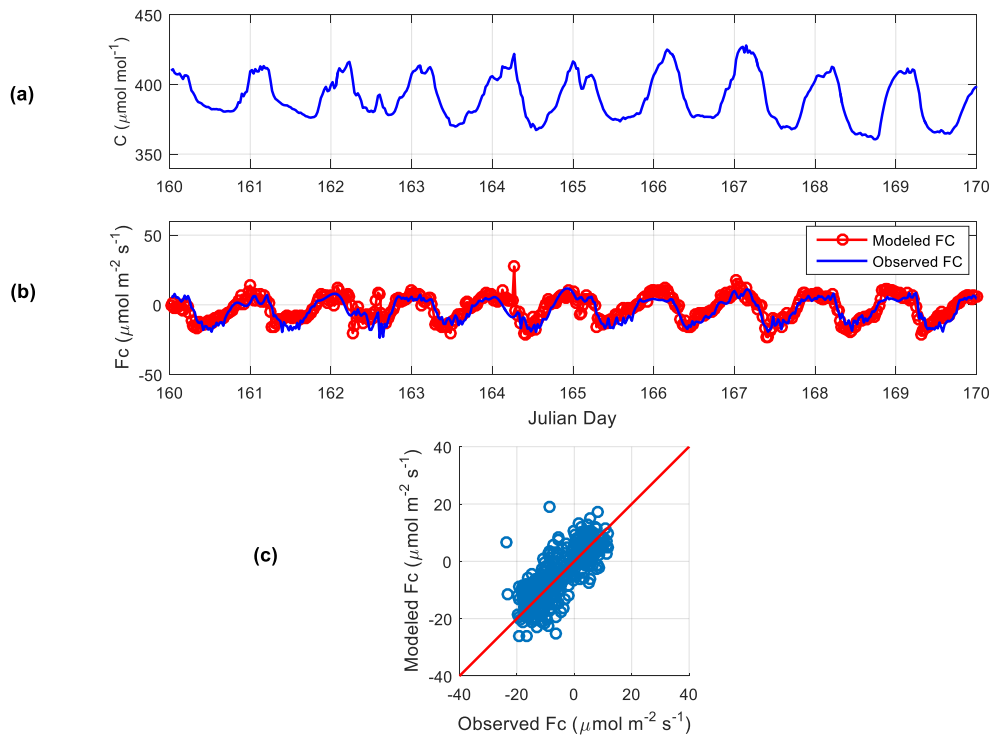 (a)
C (μmol mol⁻¹)
450
400
350
160 161 162 163 164 165 166 167 168 169 170
(b)
Fc (μmol m⁻² s⁻¹)
50
0
-50
Modeled FC
Observed FC
160 161 162 163 164 165 166 167 168 169 170
Julian Day
(c)
Modeled Fc (μmol m⁻² s⁻¹)
40
20
0
-20
-40
-40 -20 0 20 40
Observed Fc (μmol m⁻² s⁻¹)